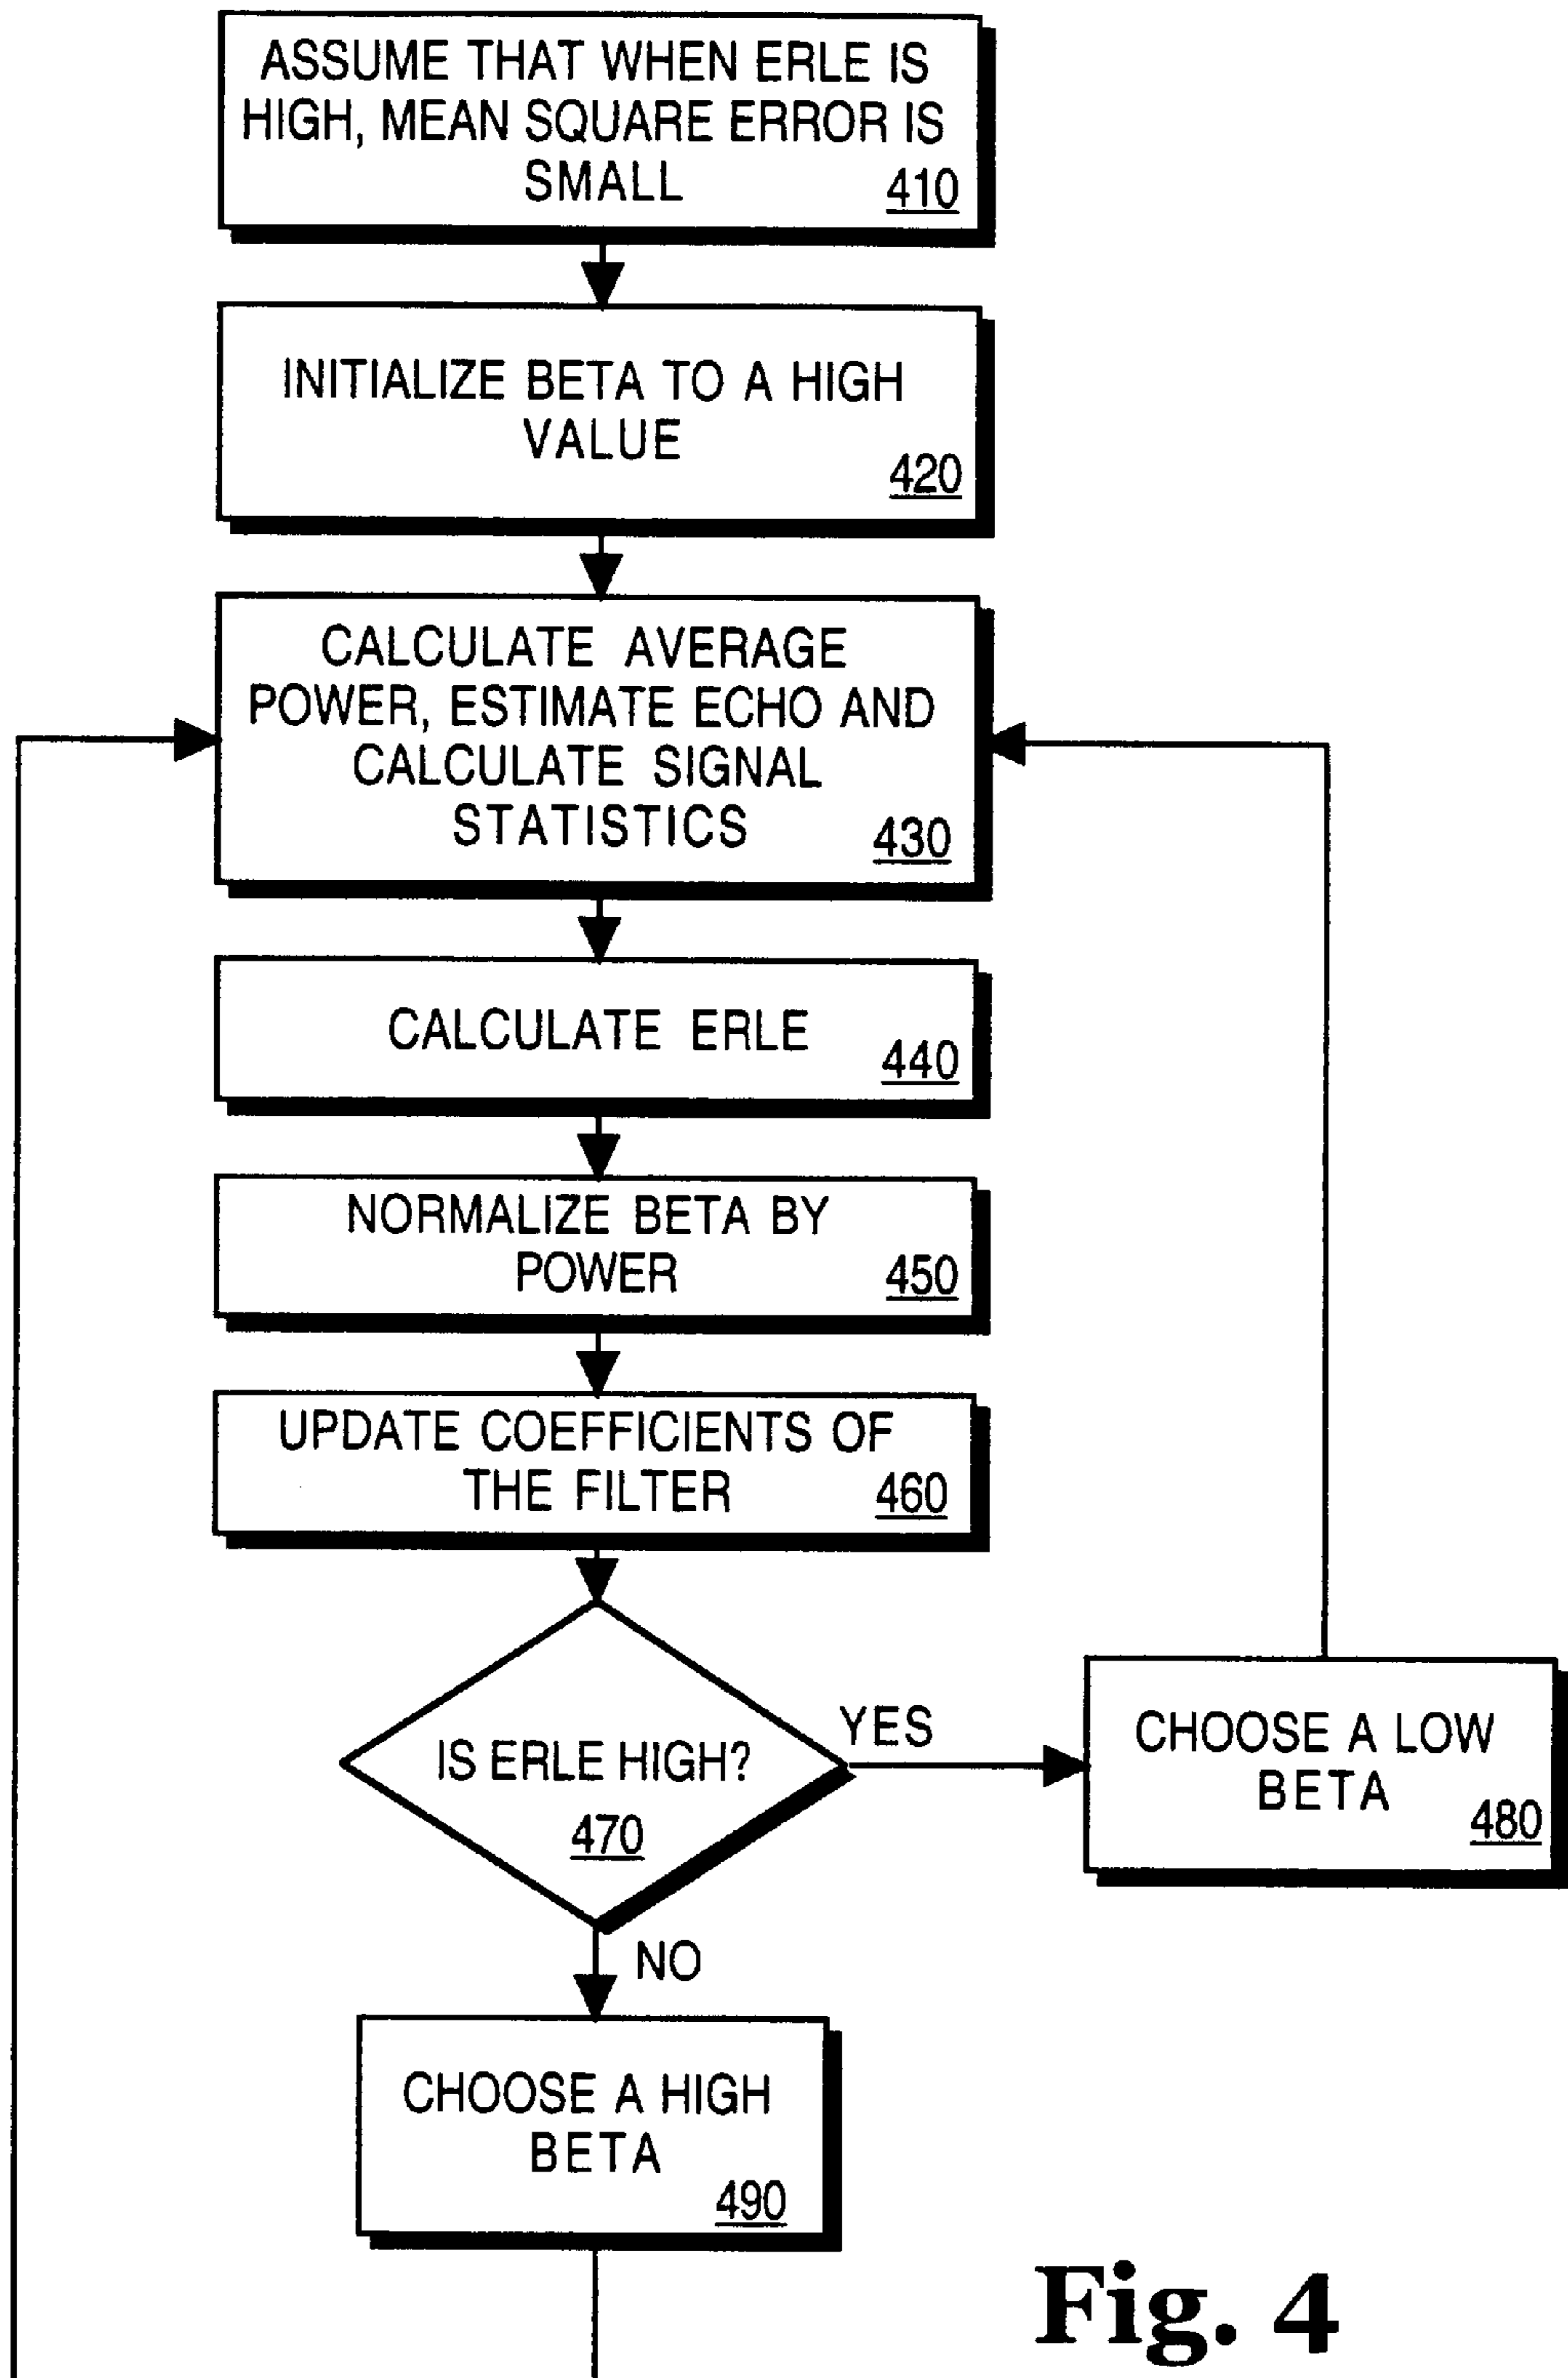 ASSUME THAT WHEN ERLE IS
HIGH, MEAN SQUARE ERROR IS
SMALL
410
INITIALIZE BETA TO A HIGH
VALUE
420
CALCULATE AVERAGE
POWER, ESTIMATE ECHO AND
CALCULATE SIGNAL
STATISTICS
430
CALCULATE ERLE
440
NORMALIZE BETA BY
POWER
450
UPDATE COEFFICIENTS OF
THE FILTER
460
IS ERLE HIGH?
470
YES
CHOOSE A LOW
BETA
480
NO
CHOOSE A HIGH
BETA
490
Fig. 4